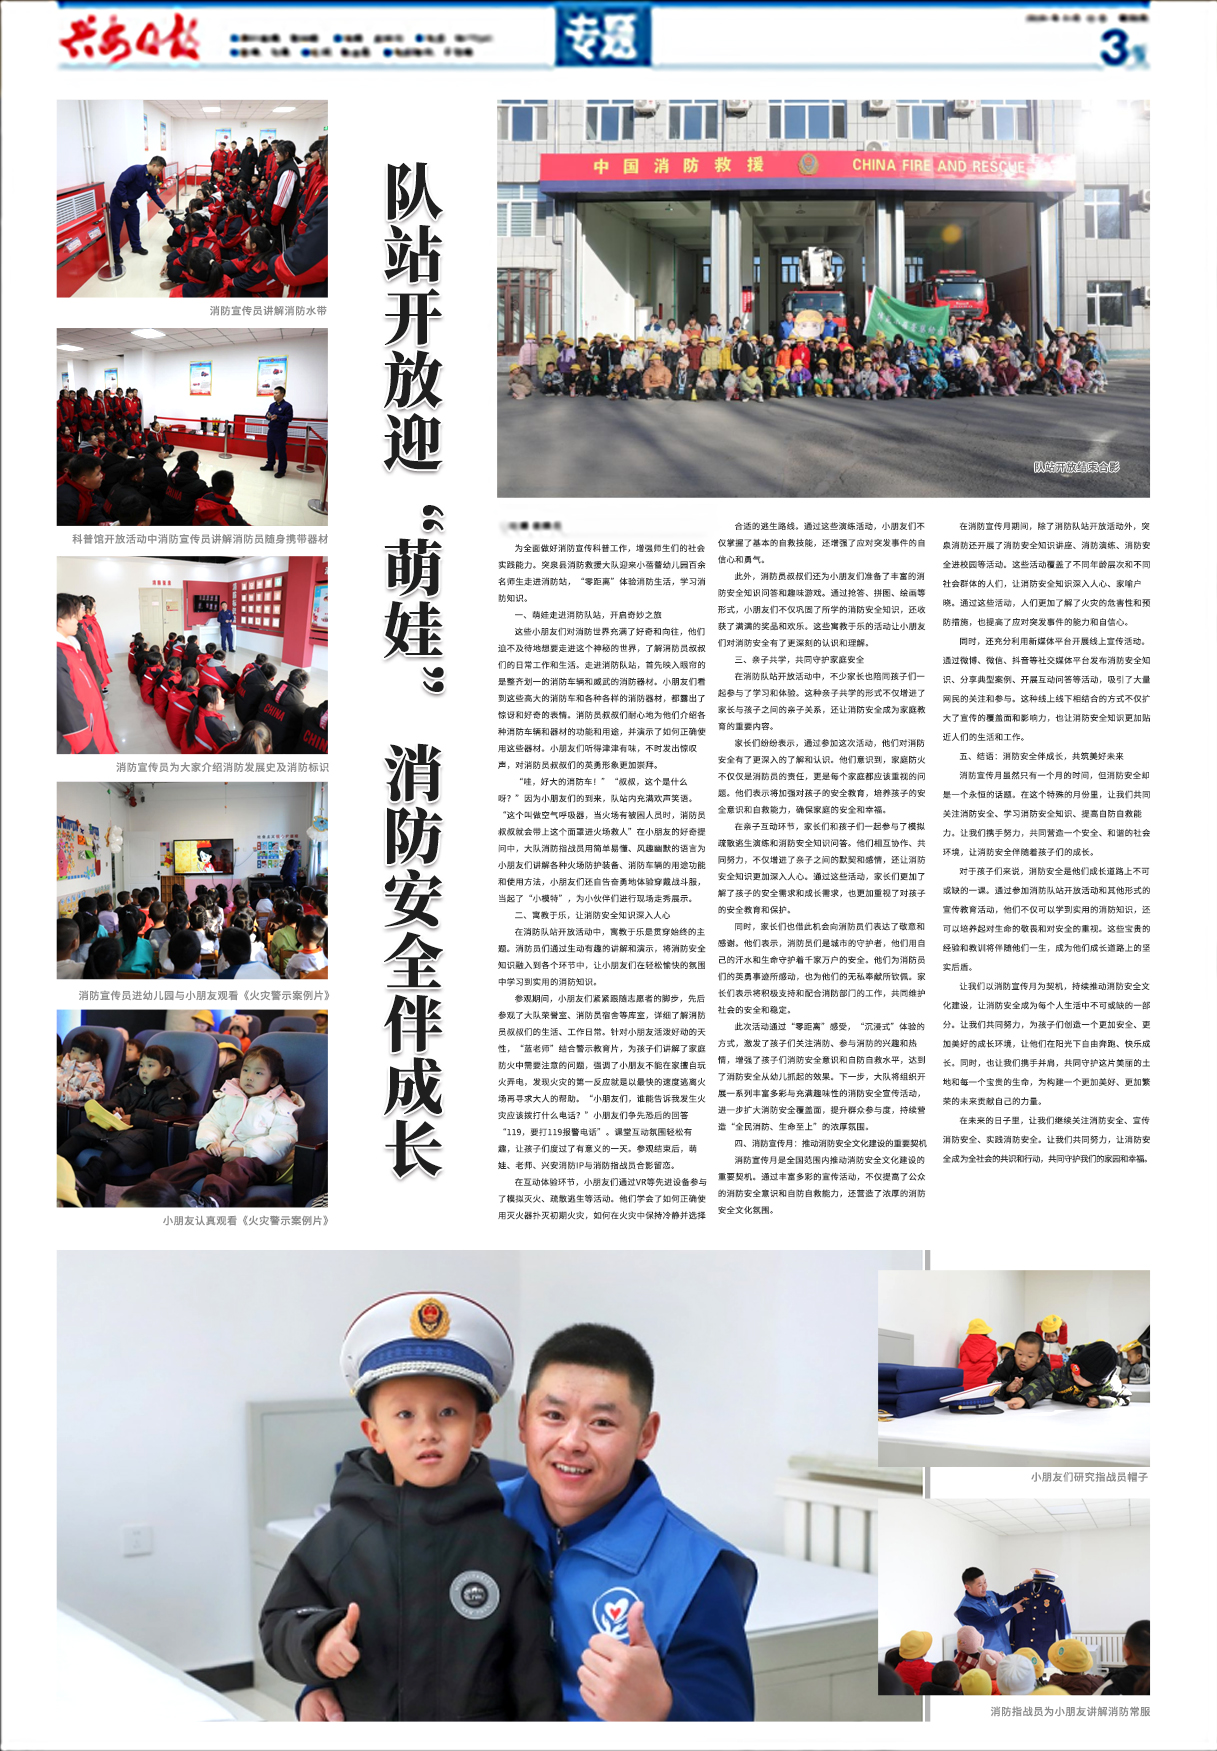 兴安日报
专题
3版
消防宣传员讲解消防水带
科普馆开放活动中消防宣传员讲解消防员随身携带器材
消防宣传员为大家介绍消防发展史及消防标识
消防宣传员进幼儿园与小朋友观看《火灾警示案例片》
小朋友认真观看《火灾警示案例片》
队站开放迎“萌娃” 消防安全伴成长
中国消防救援 CHINA FIRE AND RESCUE
队站开放结束合影
为全面做好消防宣传科普工作,增强师生们的社会
实践能力。突泉县消防救援大队迎来小蓓蕾幼儿园百余
名师生走进消防站,“零距离”体验消防生活,学习消
防知识。
一、萌娃走进消防队站,开启奇妙之旅
这些小朋友们对消防世界充满了好奇和向往,他们
迫不及待地想要走进这个神秘的世界,了解消防员叔叔
们的日常工作和生活。走进消防队站,首先映入眼帘的
是整齐划一的消防车辆和威武的消防器材。小朋友们看
到这些高大的消防车和各种各样的消防器材,都露出了
惊讶和好奇的表情。消防员叔叔们耐心地为他们介绍各
种消防车辆和器材的功能和用途,并演示了如何正确使
用这些器材。小朋友们听得津津有味,不时发出惊叹
声,对消防员叔叔们的英勇形象更加崇拜。
“哇,好大的消防车!”“叔叔,这个是什么
呀?”因为小朋友们的到来,队站内充满欢声笑语。
“这个叫做空气呼吸器,当火场有被困人员时,消防员
叔叔就会带上这个面罩进火场救人”在小朋友的好奇提
问中,大队消防指战员用简单易懂、风趣幽默的语言为
小朋友们讲解各种火场防护装备、消防车辆的用途功能
和使用方法,小朋友们还自告奋勇地体验穿戴战斗服,
当起了“小模特”,为小伙伴们进行现场走秀展示。
二、寓教于乐,让消防安全知识深入人心
在消防队站开放活动中,寓教于乐是贯穿始终的主
题。消防员们通过生动有趣的讲解和演示,将消防安全
知识融入到各个环节中,让小朋友们在轻松愉快的氛围
中学习到实用的消防知识。
参观期间,小朋友们紧紧跟随志愿者的脚步,先后
参观了大队荣誉室、消防员宿舍等库室,详细了解消防
员叔叔们的生活、工作日常。针对小朋友活泼好动的天
性,“蓝老师”结合警示教育片,为孩子们讲解了家庭
防火中需要注意的问题,强调了小朋友不能在家擅自玩
火弄电,发现火灾的第一反应就是以最快的速度逃离火
场再寻求大人的帮助。“小朋友们,谁能告诉我发生火
灾应该拨打什么电话?”小朋友们争先恐后的回答
“119,要打119报警电话”。课堂互动氛围轻松有
趣,让孩子们度过了有意义的一天。参观结束后,萌
娃、老师、兴安消防IP与消防指战员合影留恋。
在互动体验环节,小朋友们通过VR等先进设备参与
了模拟灭火、疏散逃生等活动。他们学会了如何正确使
用灭火器扑灭初期火灾,如何在火灾中保持冷静并选择
合适的逃生路线。通过这些演练活动,小朋友们不
仅掌握了基本的自救技能,还增强了应对突发事件的自
信心和勇气。
此外,消防员叔叔们还为小朋友们准备了丰富的消
防安全知识问答和趣味游戏。通过抢答、拼图、绘画等
形式,小朋友们不仅巩固了所学的消防安全知识,还收
获了满满的奖品和欢乐。这些寓教于乐的活动让小朋友
们对消防安全有了更深刻的认识和理解。
三、亲子共学,共同守护家庭安全
在消防队站开放活动中,不少家长也陪同孩子们一
起参与了学习和体验。这种亲子共学的形式不仅增进了
家长与孩子之间的亲子关系,还让消防安全成为家庭教
育的重要内容。
家长们纷纷表示,通过参加这次活动,他们对消防
安全有了更深入的了解和认识。他们意识到,家庭防火
不仅仅是消防员的责任,更是每个家庭都应该重视的问
题。他们表示将加强对孩子的安全教育,培养孩子的安
全意识和自救能力,确保家庭的安全和幸福。
在亲子互动环节,家长们和孩子们一起参与了模拟
疏散逃生演练和消防安全知识问答。他们相互协作、共
同努力,不仅增进了亲子之间的默契和感情,还让消防
安全知识更加深入人心。通过这些活动,家长们更加了
解了孩子的安全需求和成长需求,也更加重视了对孩子
的安全教育和保护。
同时,家长们也借此机会向消防员们表达了敬意和
感谢。他们表示,消防员们是城市的守护者,他们用自
己的汗水和生命守护着千家万户的安全。他们为消防员
们的英勇事迹所感动,也为他们的无私奉献所钦佩。家
长们表示将积极支持和配合消防部门的工作,共同维护
社会的安全和稳定。
此次活动通过“零距离”感受,“沉浸式”体验的
方式,激发了孩子们关注消防、参与消防的兴趣和热
情,增强了孩子们消防安全意识和自防自救水平,达到
了消防安全从幼儿抓起的效果。下一步,大队将组织开
展一系列丰富多彩与充满趣味性的消防安全宣传活动,
进一步扩大消防安全覆盖面,提升群众参与度,持续营
造“全民消防、生命至上”的浓厚氛围。
四、消防宣传月:推动消防安全文化建设的重要契机
消防宣传月是全国范围内推动消防安全文化建设的
重要契机。通过丰富多彩的宣传活动,不仅提高了公众
的消防安全意识和自防自救能力,还营造了浓厚的消防
安全文化氛围。
在消防宣传月期间,除了消防队站开放活动外,突
泉消防还开展了消防安全知识讲座、消防演练、消防安
全进校园等活动。这些活动覆盖了不同年龄层次和不同
社会群体的人们,让消防安全知识深入人心、家喻户
晓。通过这些活动,人们更加了解了火灾的危害性和预
防措施,也提高了应对突发事件的能力和自信心。
同时,还充分利用新媒体平台开展线上宣传活动。
通过微博、微信、抖音等社交媒体平台发布消防安全知
识、分享典型案例、开展互动问答等活动,吸引了大量
网民的关注和参与。这种线上线下相结合的方式不仅扩
大了宣传的覆盖面和影响力,也让消防安全知识更加贴
近人们的生活和工作。
五、结语:消防安全伴成长,共筑美好未来
消防宣传月虽然只有一个月的时间,但消防安全却
是一个永恒的话题。在这个特殊的月份里,让我们共同
关注消防安全、学习消防安全知识、提高自防自救能
力。让我们携手努力,共同营造一个安全、和谐的社会
环境,让消防安全伴随着孩子们的成长。
对于孩子们来说,消防安全是他们成长道路上不可
或缺的一课。通过参加消防队站开放活动和其他形式的
宣传教育活动,他们不仅可以学到实用的消防知识,还
可以培养起对生命的敬畏和对安全的重视。这些宝贵的
经验和教训将伴随他们一生,成为他们成长道路上的坚
实后盾。
让我们以消防宣传月为契机,持续推动消防安全文
化建设,让消防安全成为每个人生活中不可或缺的一部
分。让我们共同努力,为孩子们创造一个更加安全、更
加美好的成长环境,让他们在阳光下自由奔跑、快乐成
长。同时,也让我们携手并肩,共同守护这片美丽的土
地和每一个宝贵的生命,为构建一个更加美好、更加繁
荣的未来贡献自己的力量。
在未来的日子里,让我们继续关注消防安全、宣传
消防安全、实践消防安全。让我们共同努力,让消防安
全成为全社会的共识和行动,共同守护我们的家园和幸福。
小朋友们研究指战员帽子
消防指战员为小朋友讲解消防常服